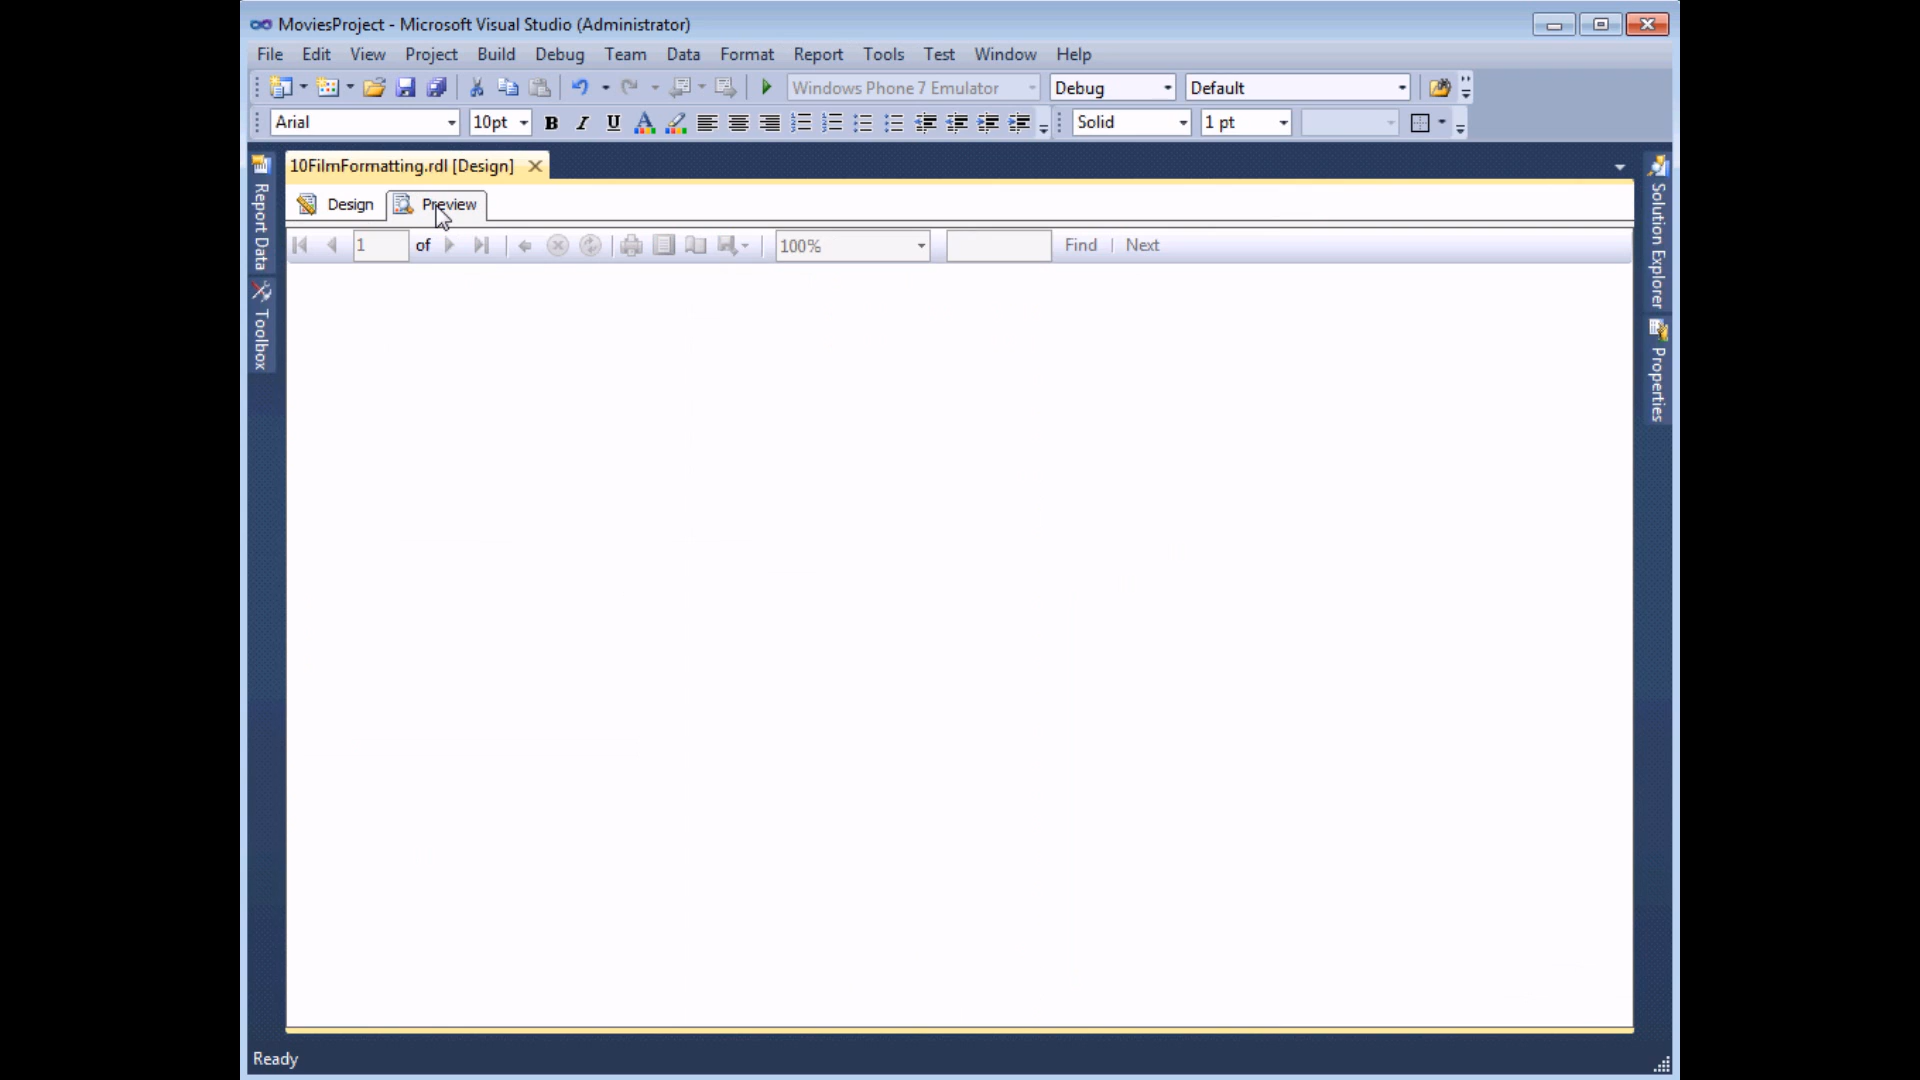 MoviesProject - Microsoft Visual Studio (Administrator)
File Edit View Project Build Debug Team Data Format Report Tools Test Window Help
Windows Phone 7 Emulator Debug Default
Arial 10pt B I U A Solid 1 pt
10FilmFormatting.rdl [Design]
Design Preview
1 of 100% Find | Next
Report Data
Toolbox
Solution Explorer
Properties
Ready